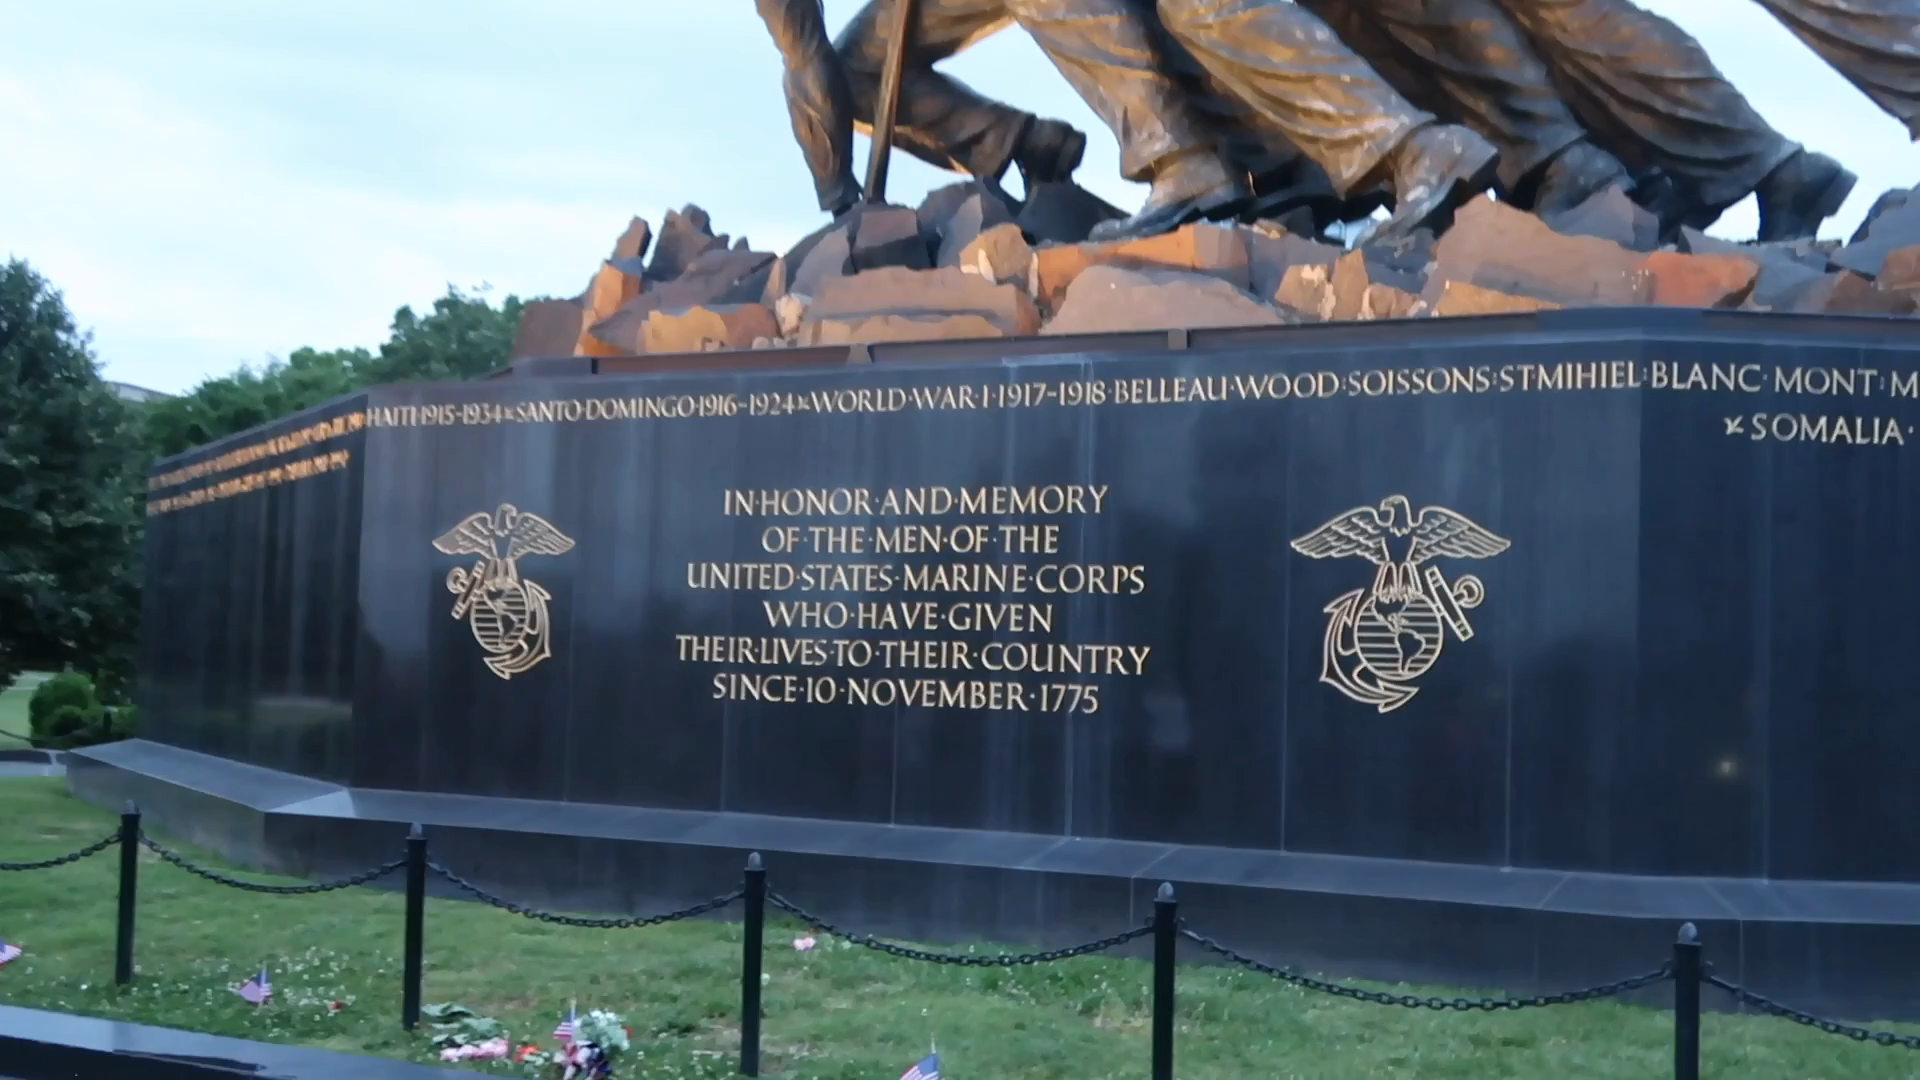 HAITI·1915-1934 SANTO·DOMINGO·1916-1924 WORLD·WAR·I·1917-1918·BELLEAU·WOOD·SOISSONS·ST·MIHIEL·BLANC·MONT·M
SOMALIA·
IN·HONOR·AND·MEMORY
OF·THE·MEN·OF·THE
UNITED·STATES·MARINE·CORPS
WHO·HAVE·GIVEN
THEIR·LIVES·TO·THEIR·COUNTRY
SINCE·10·NOVEMBER·1775